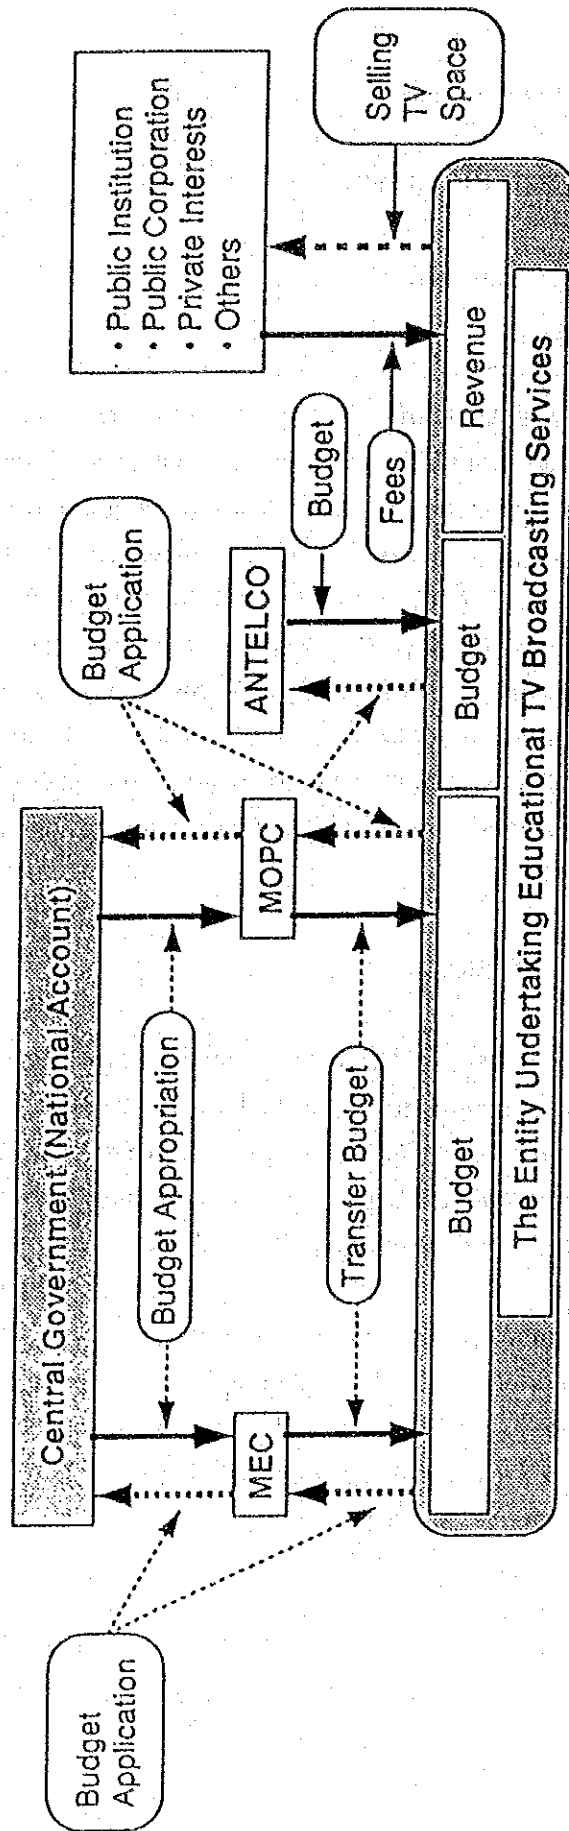 Central Government (National Account)
Budget
Application
Budget
Application
• Public Institution
• Public Corporation
• Private Interests
• Others
Budget Appropriation
MEC
MOPC
ANTELCO
Budget
Selling
TV
Space
Transfer Budget
Fees
Budget
Budget
Revenue
The Entity Undertaking Educational TV Broadcasting Services